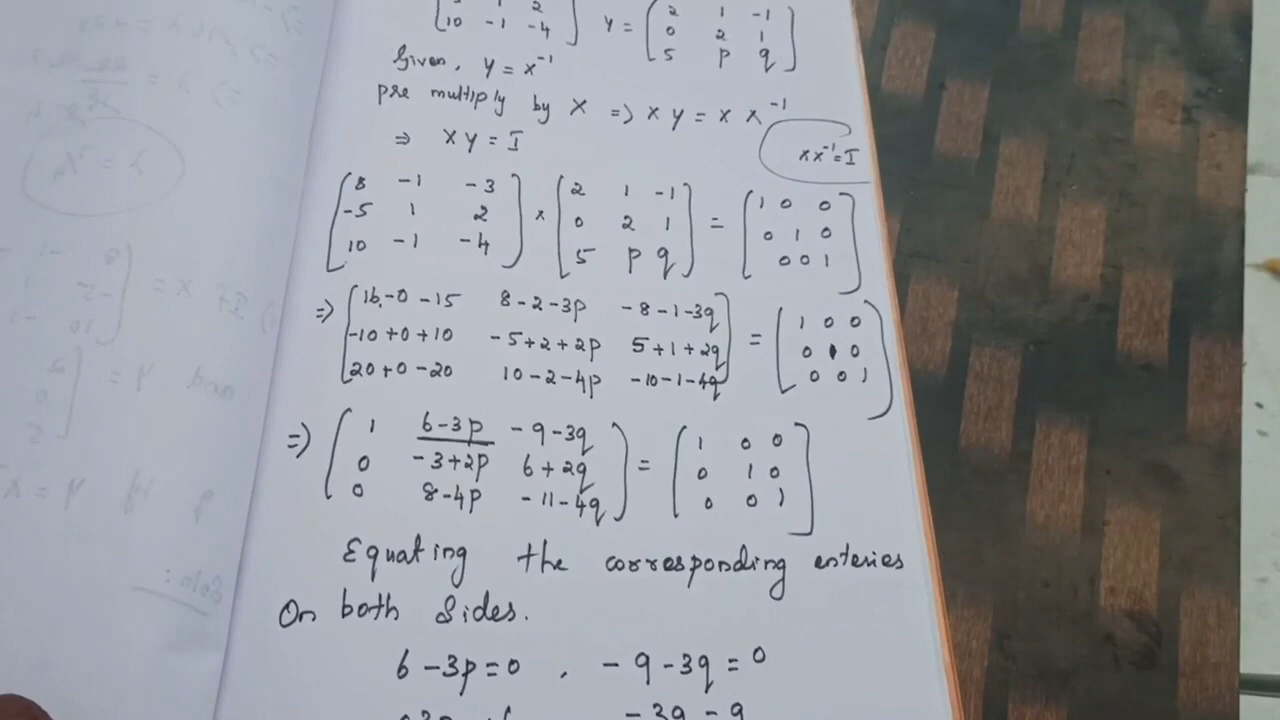 10 -1 -4 ] Y = [ 2 1 -1
0 2 1
5 p q ]
Given, Y = x⁻¹
pre multiply by X => X Y = X X⁻¹
⇒ X Y = I
XX⁻¹ = I
[ 8 -1 -3
-5 1 2
10 -1 -4 ] × [ 2 1 -1
0 2 1
5 p q ] = [ 1 0 0
0 1 0
0 0 1 ]
=> [ 16-0-15 8-2-3p -8-1-3q
-10+0+10 -5+2+2p 5+1+2q
20+0-20 10-2-4p -10-1-4q ] = [ 1 0 0
0 1 0
0 0 1 ]
=> ( 1 6-3p -9-3q
0 -3+2p 6+2q
0 8-4p -11-4q ) = ( 1 0 0
0 1 0
0 0 1 )
Equating the corresponding enteries
On both Sides.
6-3p=0 , -9-3q=0
-3q - 9